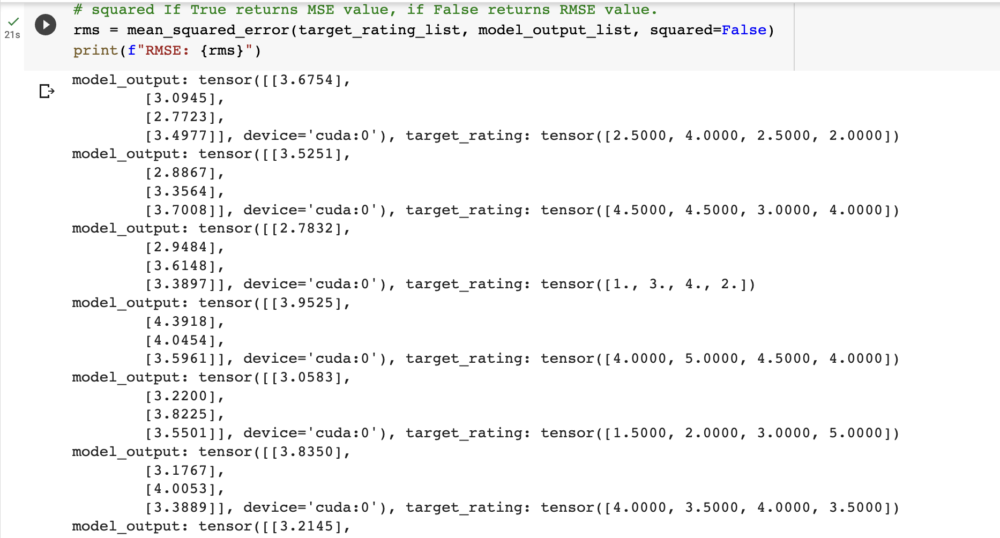 # squared If True returns MSE value, if False returns RMSE value.
21s
rms = mean_squared_error(target_rating_list, model_output_list, squared=False)
print(f"RMSE: {rms}")
model_output: tensor([[3.6754],
[3.0945],
[2.7723],
[3.4977]], device='cuda:0'), target_rating: tensor([2.5000, 4.0000, 2.5000, 2.0000])
model_output: tensor([[3.5251],
[2.8867],
[3.3564],
[3.7008]], device='cuda:0'), target_rating: tensor([4.5000, 4.5000, 3.0000, 4.0000])
model_output: tensor([[2.7832],
[2.9484],
[3.6148],
[3.3897]], device='cuda:0'), target_rating: tensor([1., 3., 4., 2.])
model_output: tensor([[3.9525],
[4.3918],
[4.0454],
[3.5961]], device='cuda:0'), target_rating: tensor([4.0000, 5.0000, 4.5000, 4.0000])
model_output: tensor([[3.0583],
[3.2200],
[3.8225],
[3.5501]], device='cuda:0'), target_rating: tensor([1.5000, 2.0000, 3.0000, 5.0000])
model_output: tensor([[3.8350],
[3.1767],
[4.0053],
[3.3889]], device='cuda:0'), target_rating: tensor([4.0000, 3.5000, 4.0000, 3.5000])
model_output: tensor([[3.2145],